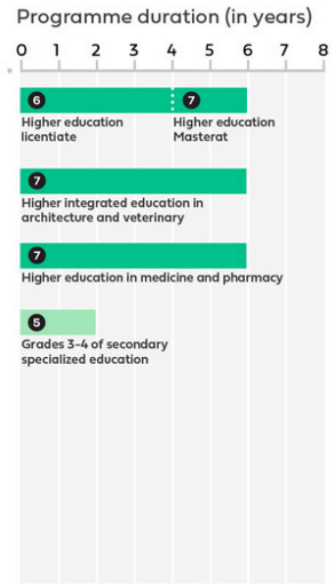 Programme duration (in years)
0 1 2 3 4 5 6 7 8
6 7
Higher education licentiate
Higher education Masterat
7
Higher integrated education in
architecture and veterinary
7
Higher education in medicine and pharmacy
5
Grades 3-4 of secondary
specialized education